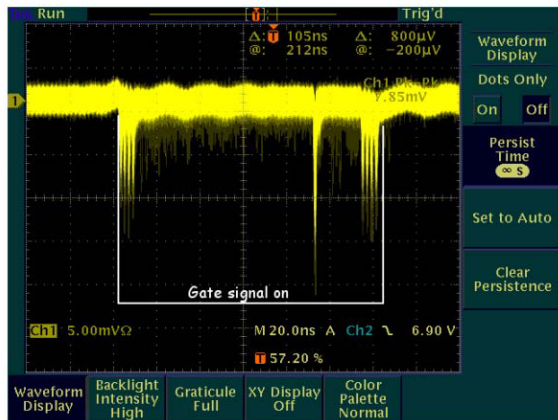 Run
Trig'd
Δ: 105ns
@: 212ns
Δ: 800µV
@: -200µV
Ch1 Pk-Pk
7.85mV
1
Gate signal on
Ch1 5.00mVΩ
M 20.0ns A Ch2 6.90 V
T 57.20 %
Waveform
Display
Dots Only
On Off
Persist
Time
∞ S
Set to Auto
Clear
Persistence
Waveform
Display
Backlight
Intensity
High
Graticule
Full
XY Display
Off
Color
Palette
Normal